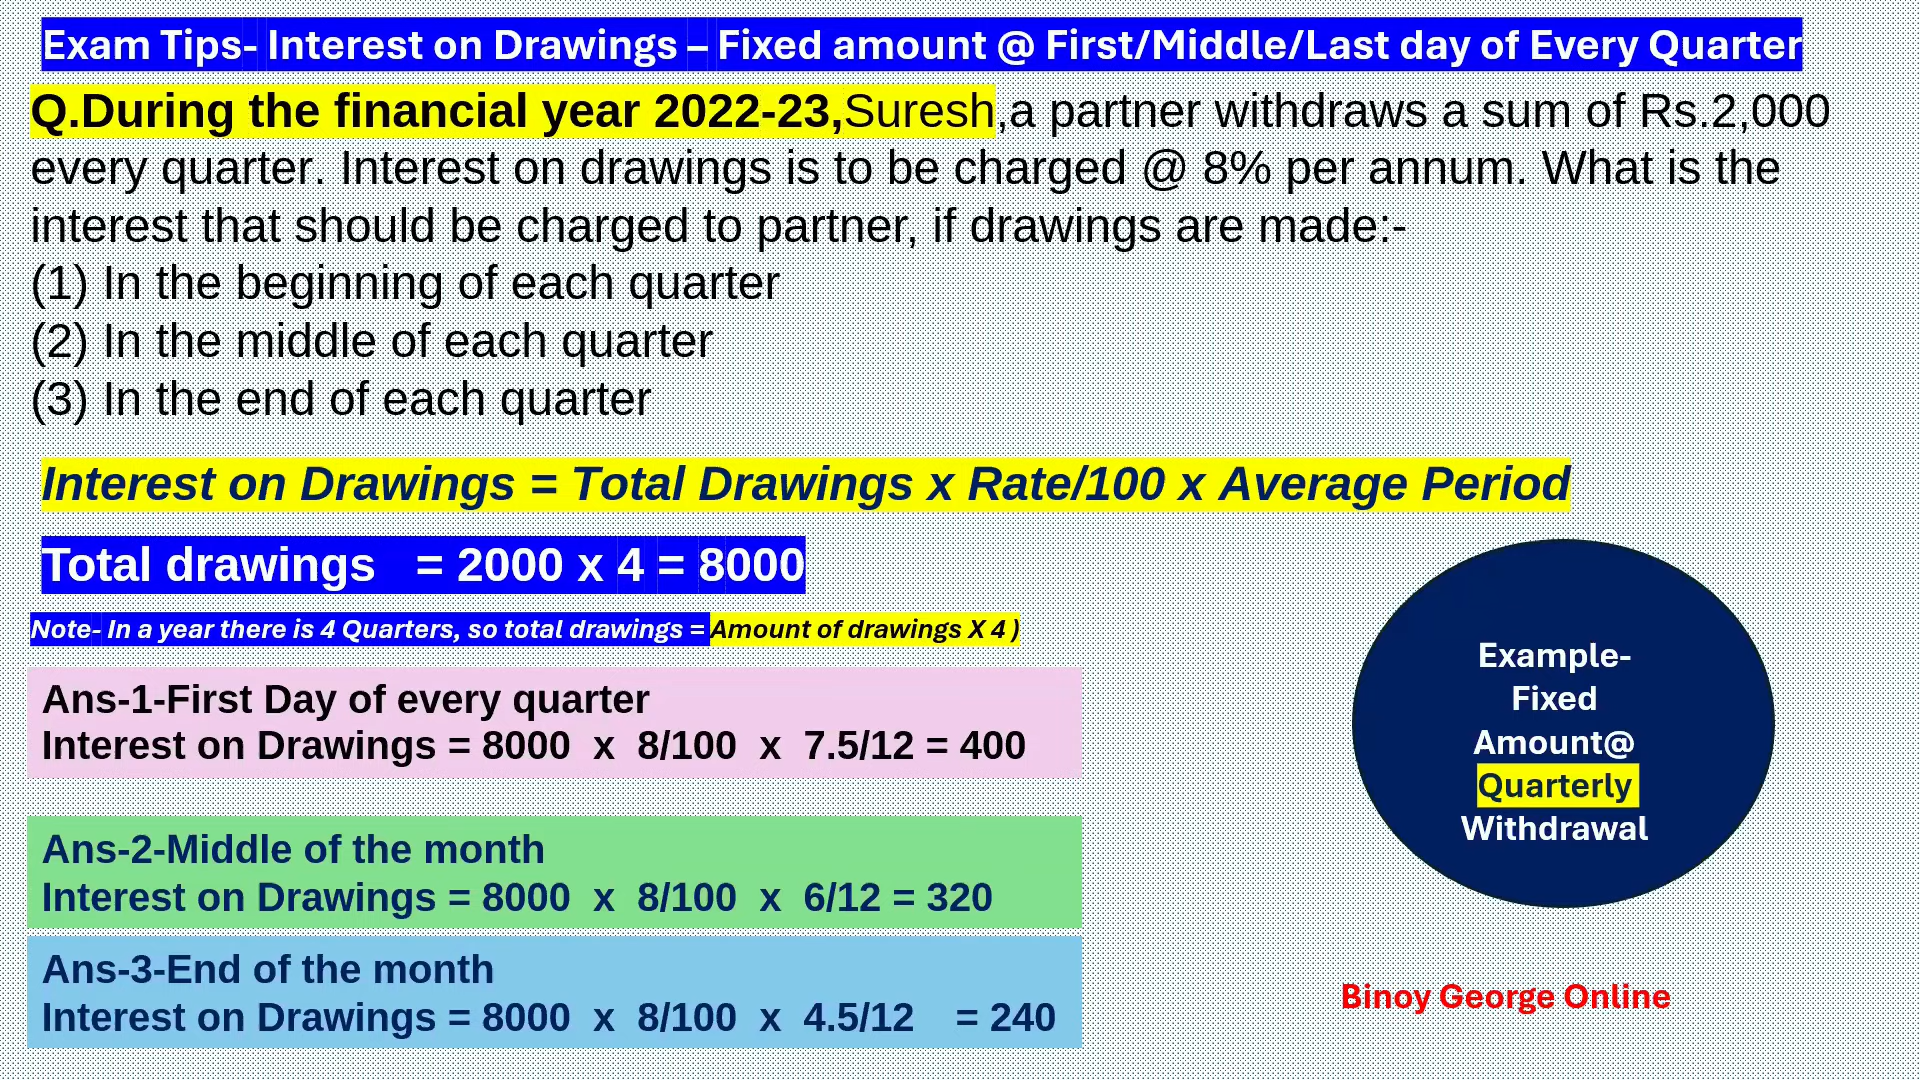 Exam Tips- Interest on Drawings – Fixed amount @ First/Middle/Last day of Every Quarter
Q.During the financial year 2022-23,Suresh,a partner withdraws a sum of Rs.2,000
every quarter. Interest on drawings is to be charged @ 8% per annum. What is the
interest that should be charged to partner, if drawings are made:-
(1) In the beginning of each quarter
(2) In the middle of each quarter
(3) In the end of each quarter
Interest on Drawings = Total Drawings x Rate/100 x Average Period
Total drawings = 2000 x 4 = 8000
Note- In a year there is 4 Quarters, so total drawings = Amount of drawings X 4 )
Ans-1-First Day of every quarter
Interest on Drawings = 8000 x 8/100 x 7.5/12 = 400
Ans-2-Middle of the month
Interest on Drawings = 8000 x 8/100 x 6/12 = 320
Ans-3-End of the month
Interest on Drawings = 8000 x 8/100 x 4.5/12 = 240
Example-
Fixed
Amount@
Quarterly
Withdrawal
Binoy George Online